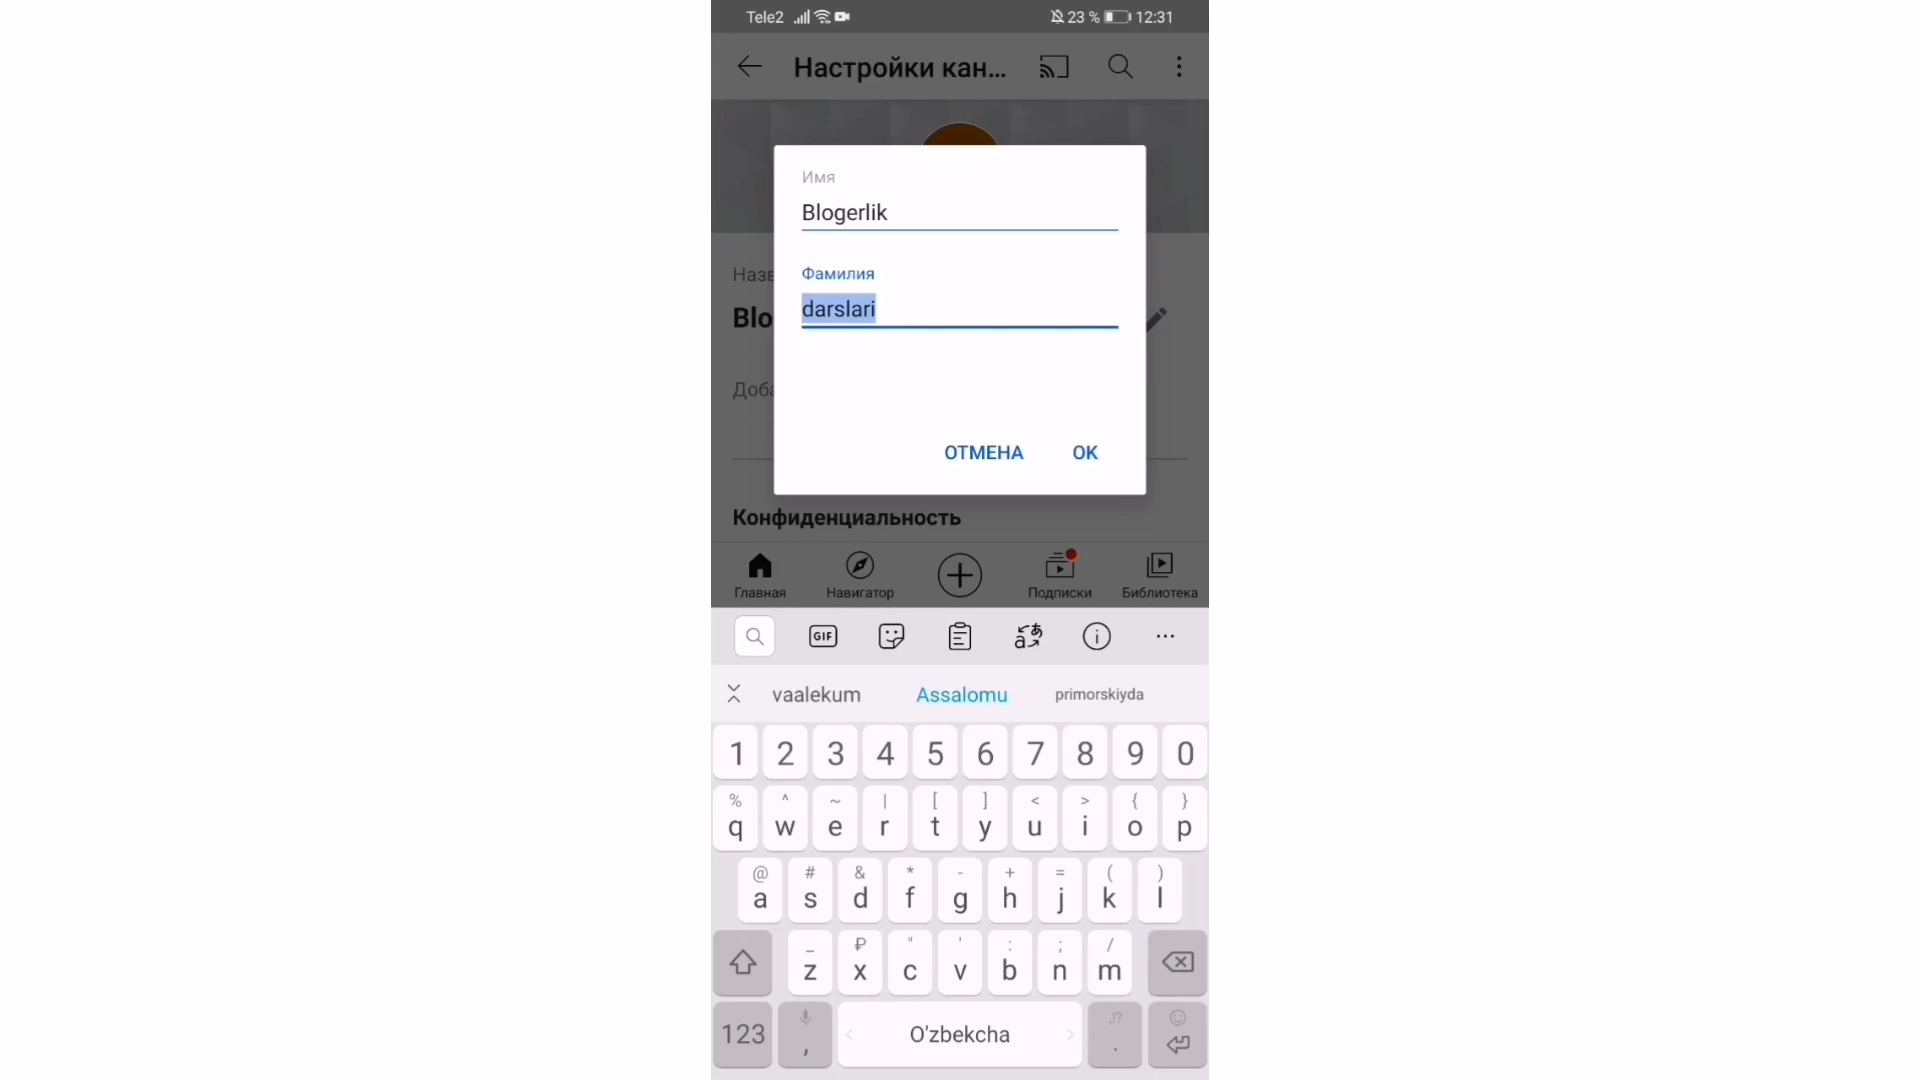 Tele2 23 % 12:31
Настройки кан...
Имя
Blogerlik
Назв
Фамилия
darslari
Blo
Доба
ОТМЕНА OK
Конфиденциальность
Главная Навигатор Подписки Библиотека
GIF
vaalekum Assalomu primorskiyda
1 2 3 4 5 6 7 8 9 0
% ^ ~ | [ ] < > { }
q w e r t y u i o p
@ # & * - + = ( )
a s d f g h j k l
_ ₽ " ' : ; /
z x c v b n m
123 , O'zbekcha .!? .